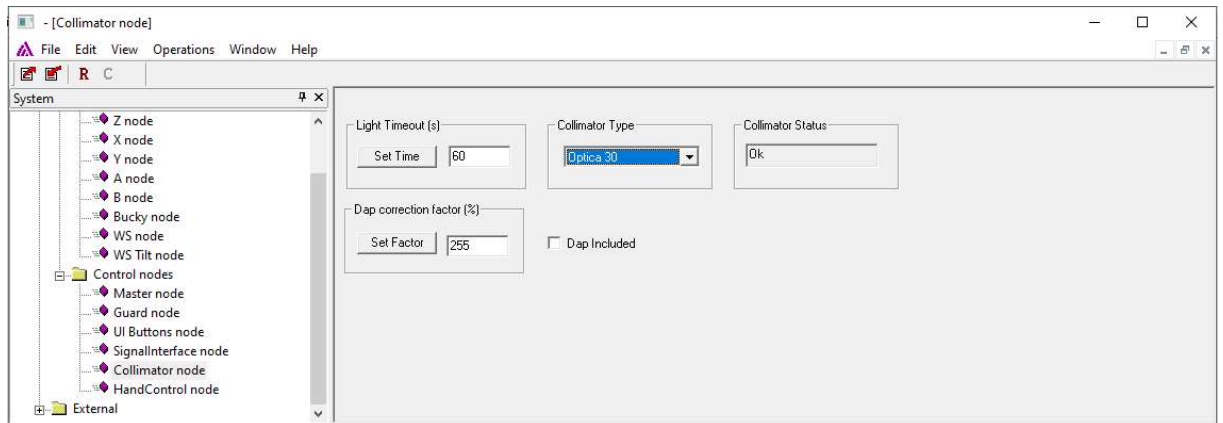 - [Collimator node]
File Edit View Operations Window Help
R C
System
Z node
X node
Y node
A node
B node
Bucky node
WS node
WS Tilt node
Control nodes
Master node
Guard node
UI Buttons node
SignalInterface node
Collimator node
HandControl node
External
Light Timeout (s)
Set Time 60
Collimator Type
Optica 30
Collimator Status
Ok
Dap correction factor (%)
Set Factor 255
Dap Included